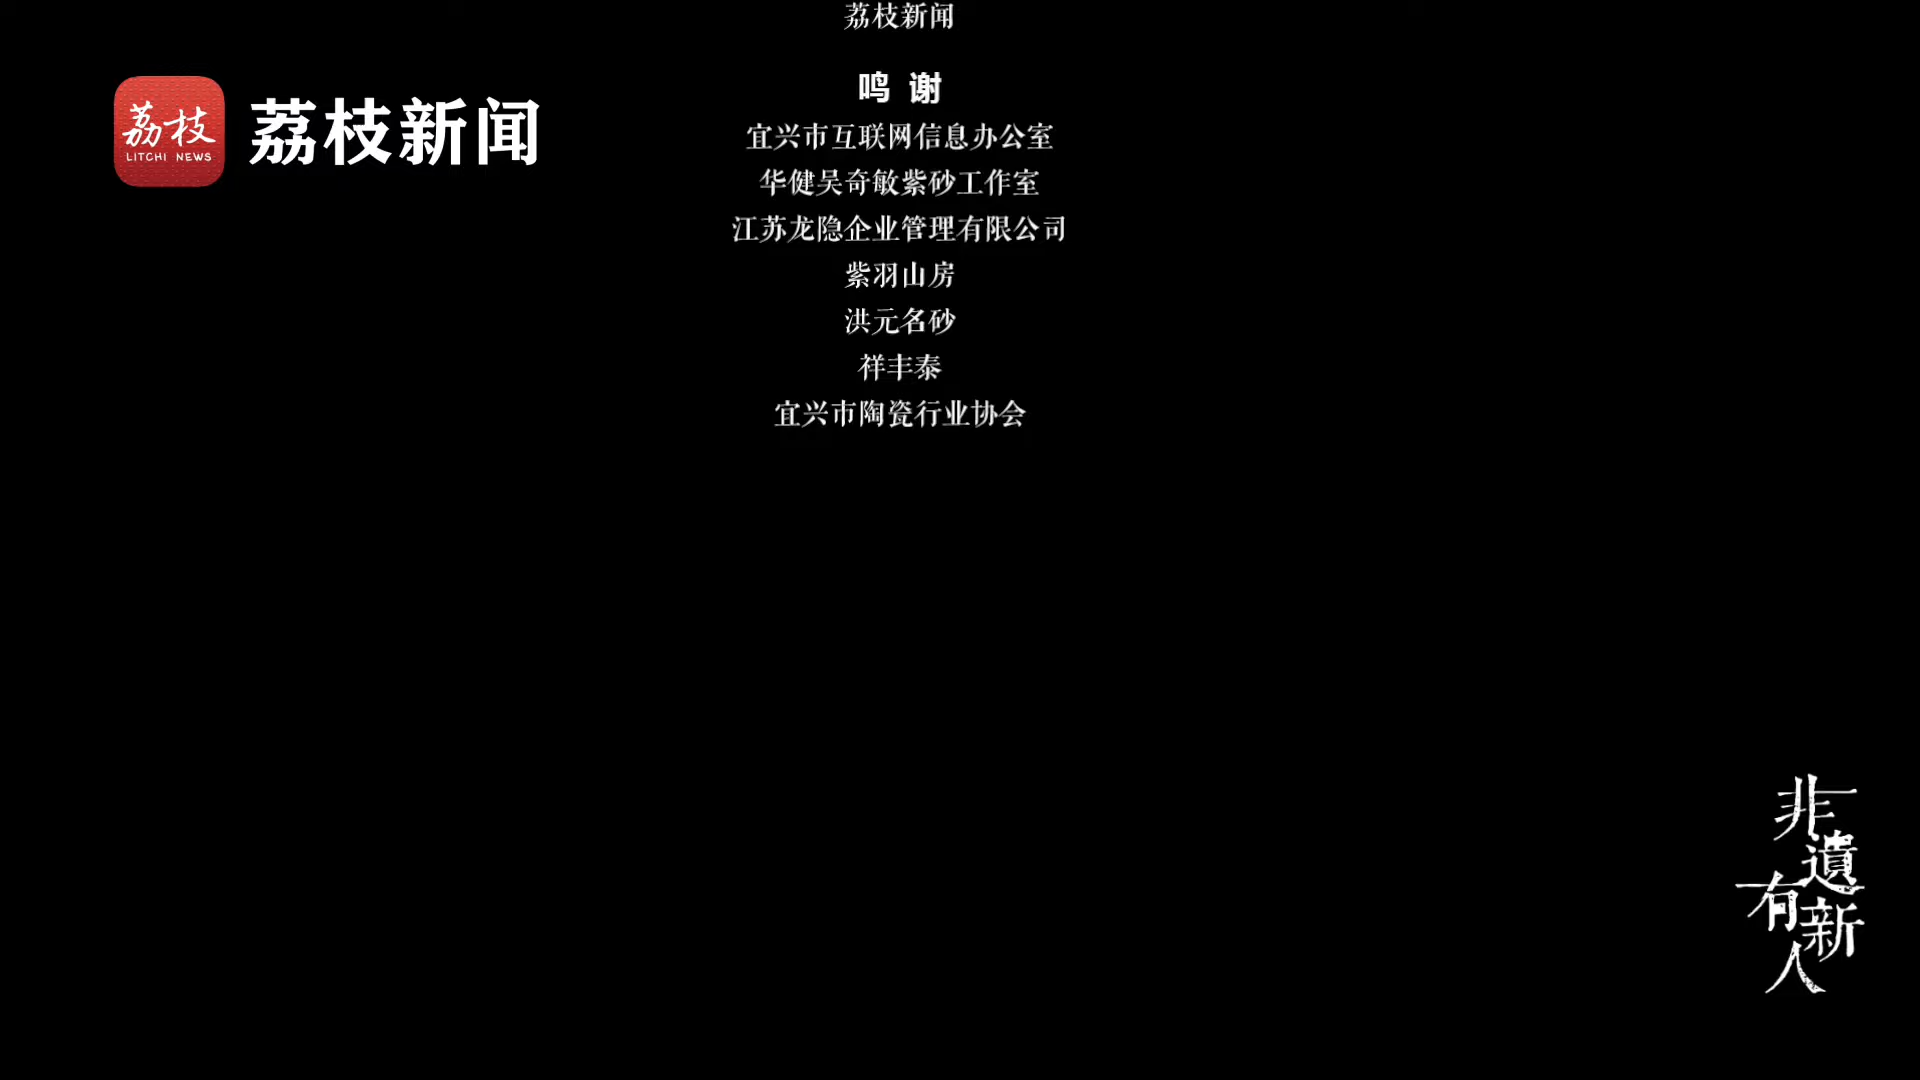 荔枝新闻
荔枝
LITCHI NEWS
荔枝新闻
鸣 谢
宜兴市互联网信息办公室
华健吴奇敏紫砂工作室
江苏龙隐企业管理有限公司
紫羽山房
洪元名砂
祥丰泰
宜兴市陶瓷行业协会
非遺有新人